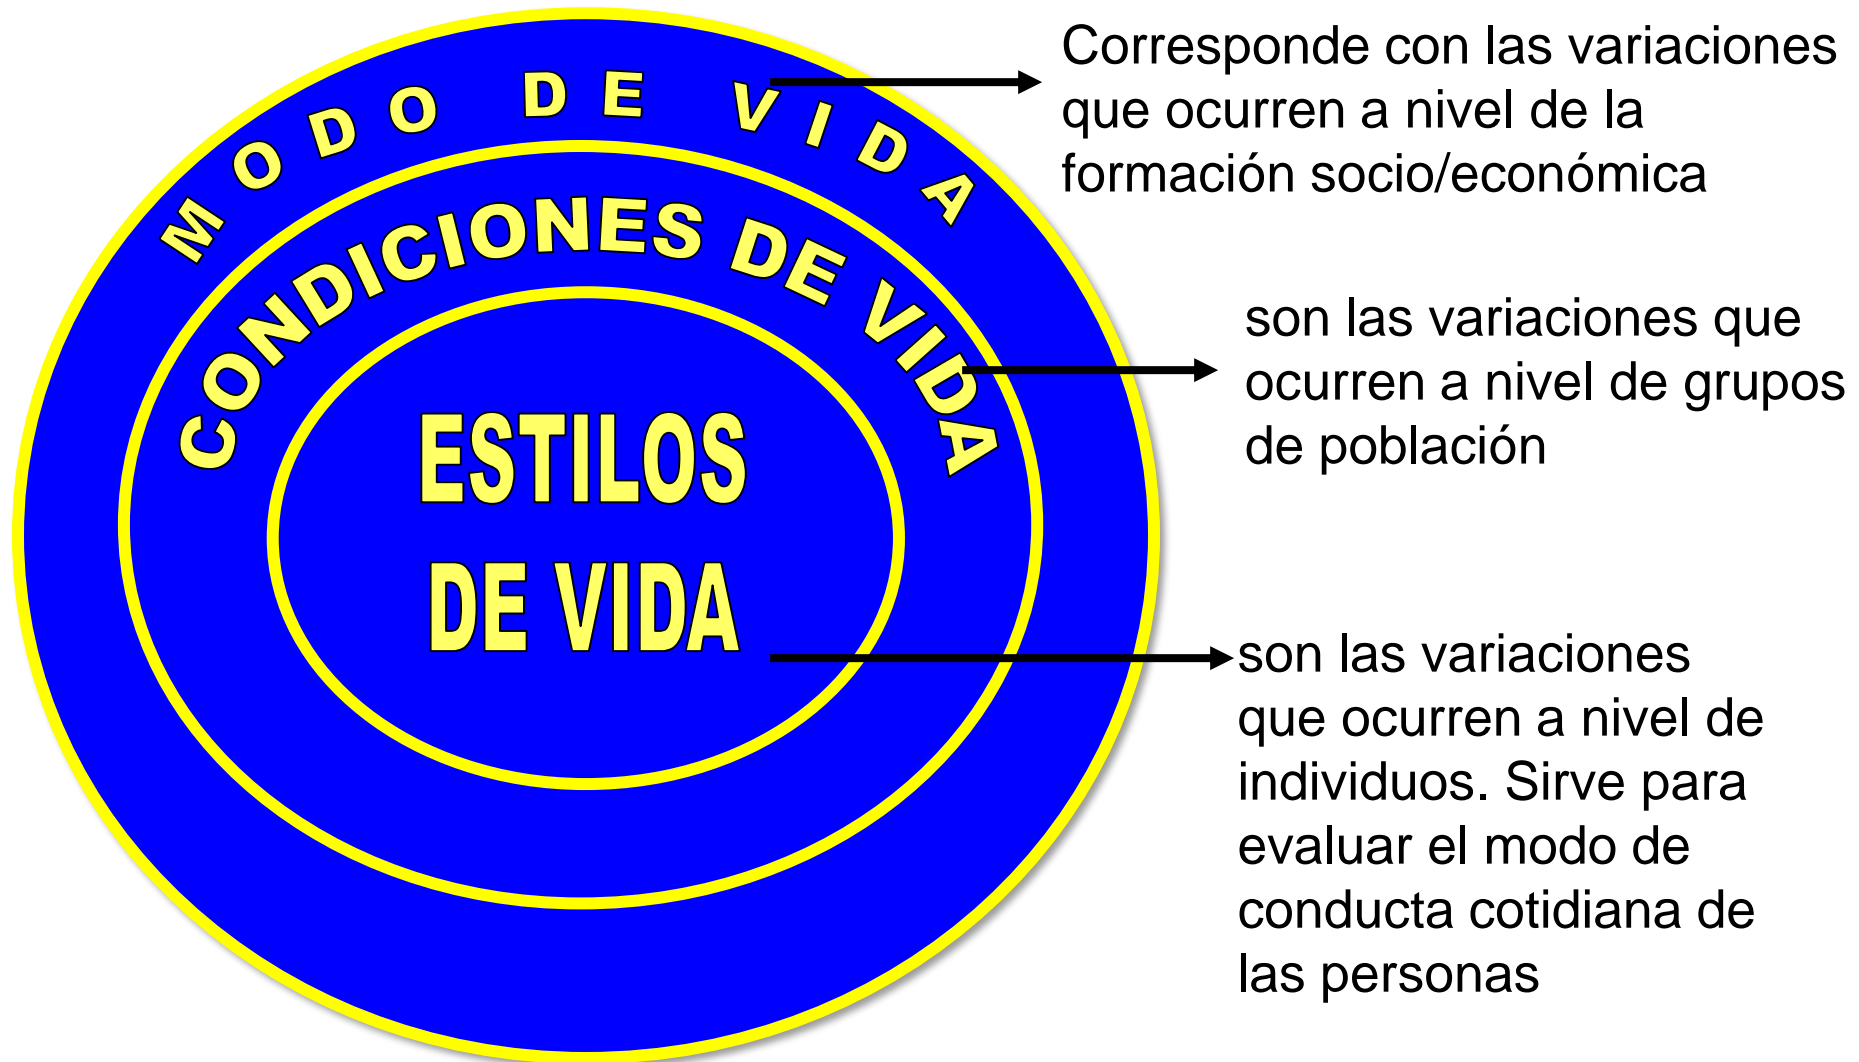 MODO DE VIDA
CONDICIONES DE VIDA
ESTILOS
DE VIDA
Corresponde con las variaciones
que ocurren a nivel de la
formación socio/económica
son las variaciones que
ocurren a nivel de grupos
de población
son las variaciones
que ocurren a nivel de
individuos. Sirve para
evaluar el modo de
conducta cotidiana de
las personas